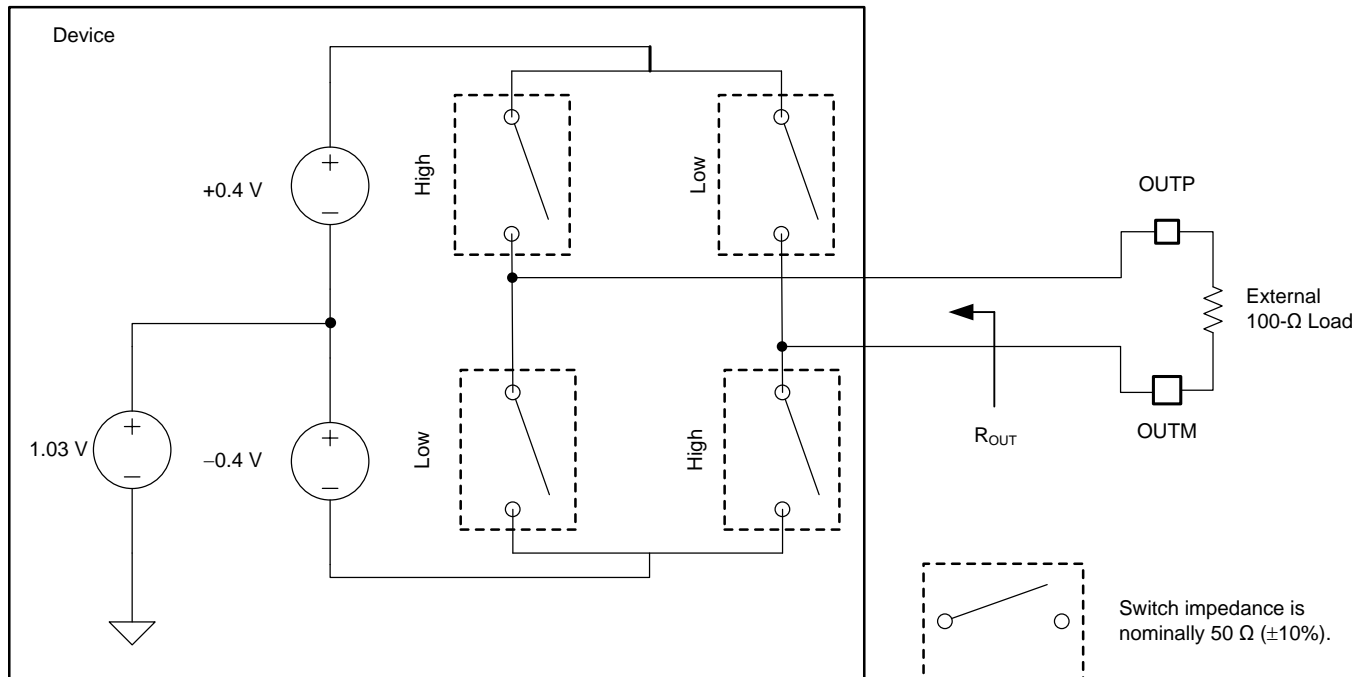 Device
+0.4 V
High
Low
OUTP
External
100-Ω Load
1.03 V
−0.4 V
Low
High
R_OUT
OUTM
Switch impedance is
nominally 50 Ω (±10%).